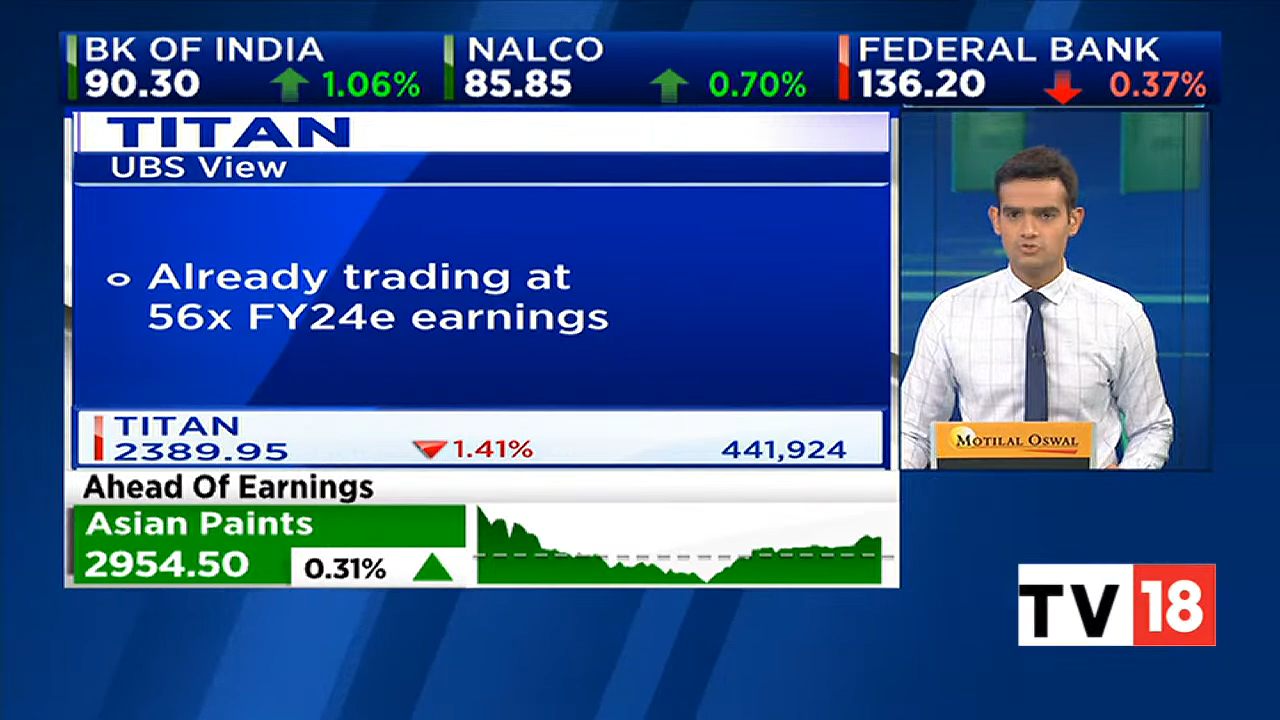 BK OF INDIA
90.30 1.06%
NALCO
85.85 0.70%
FEDERAL BANK
136.20 0.37%
TITAN
UBS View
Already trading at
56x FY24e earnings
TITAN
2389.95 1.41% 441,924
MOTILAL OSWAL
Ahead Of Earnings
Asian Paints
2954.50 0.31%
TV18